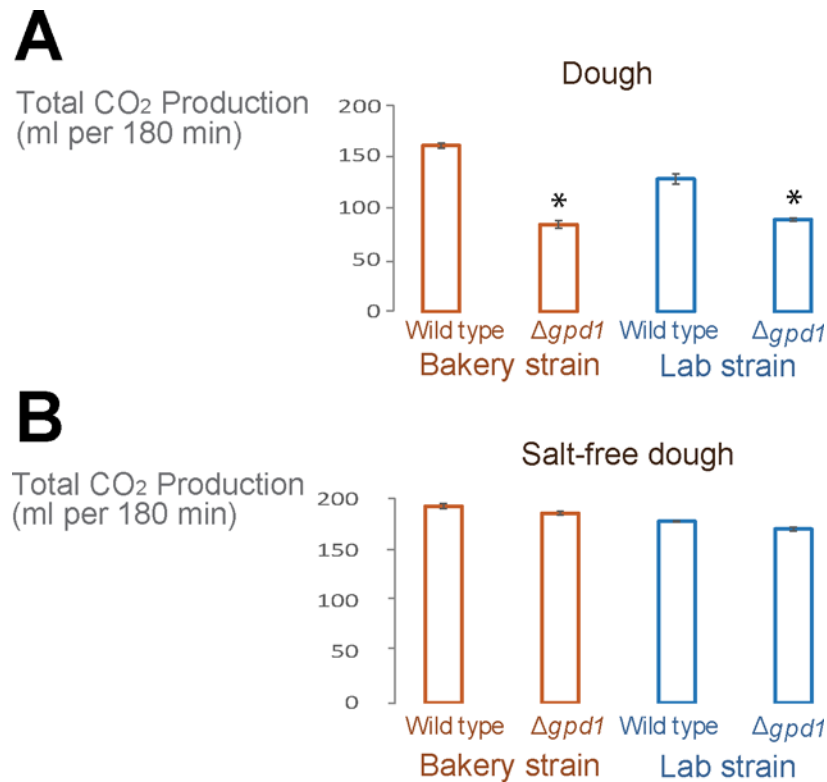 A
Dough
Total CO₂ Production
(ml per 180 min)
200
150
100
50
0
*
*
Wild type Δgpd1 Wild type Δgpd1
Bakery strain Lab strain
B
Salt-free dough
Total CO₂ Production
(ml per 180 min)
200
150
100
50
0
Wild type Δgpd1 Wild type Δgpd1
Bakery strain Lab strain